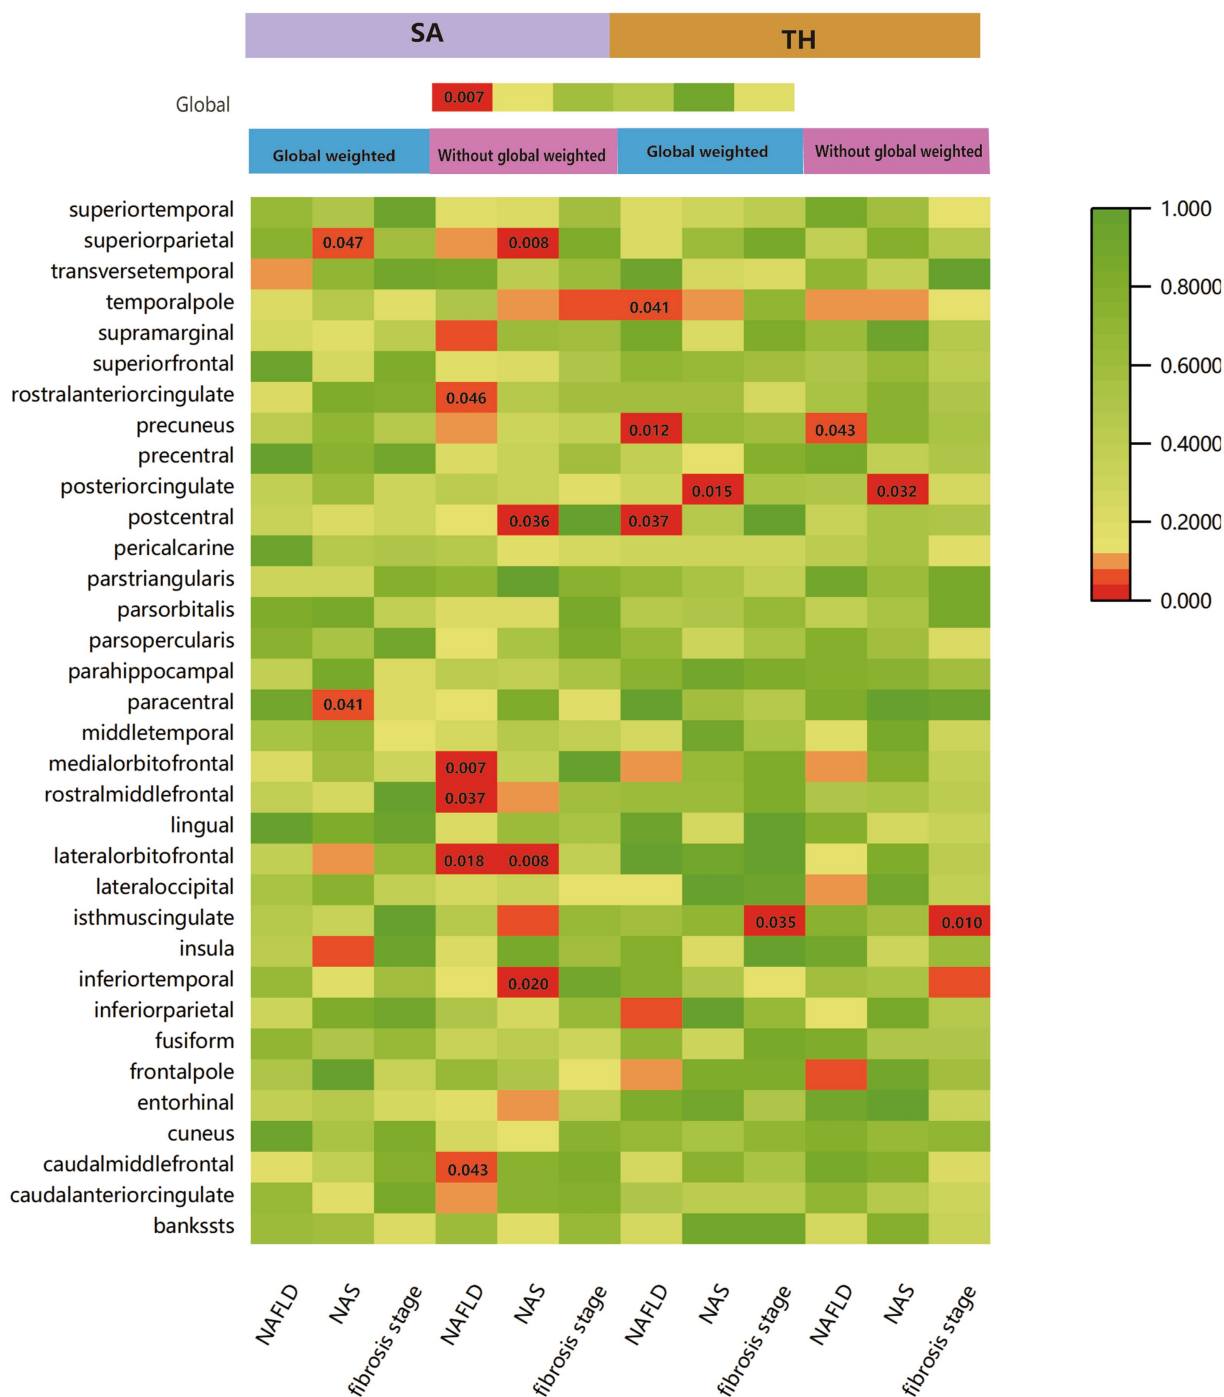 SA TH
Global 0.007
Global weighted Without global weighted Global weighted Without global weighted
superiortemporal
superiorparietal 0.047 0.008
transversetemporal
temporalpole 0.041
supramarginal
superiorfrontal
rostralanteriorcingulate 0.046
precuneus 0.012 0.043
precentral
posteriorcingulate 0.015 0.032
postcentral 0.036 0.037
pericalcarine
parstriangularis
parsorbitalis
parsopercularis
parahippocampal
paracentral 0.041
middletemporal
medialorbitofrontal 0.007
rostralmiddlefrontal 0.037
lingual
lateralorbitofrontal 0.018 0.008
lateraloccipital
isthmuscingulate 0.035 0.010
insula
inferiortemporal 0.020
inferiorparietal
fusiform
frontalpole
entorhinal
cuneus
caudalmiddlefrontal 0.043
caudalanteriorcingulate
bankssts
NAFLD NAS fibrosis stage NAFLD NAS fibrosis stage NAFLD NAS fibrosis stage NAFLD NAS fibrosis stage
1.000
0.8000
0.6000
0.4000
0.2000
0.000